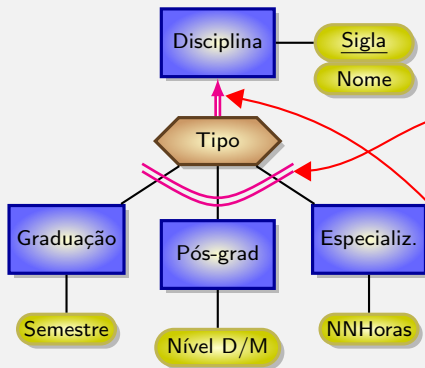 Disciplina
Sigla
Nome
Tipo
Graduação
Pós-grad
Especializ.
Semestre
Nível D/M
NNHoras